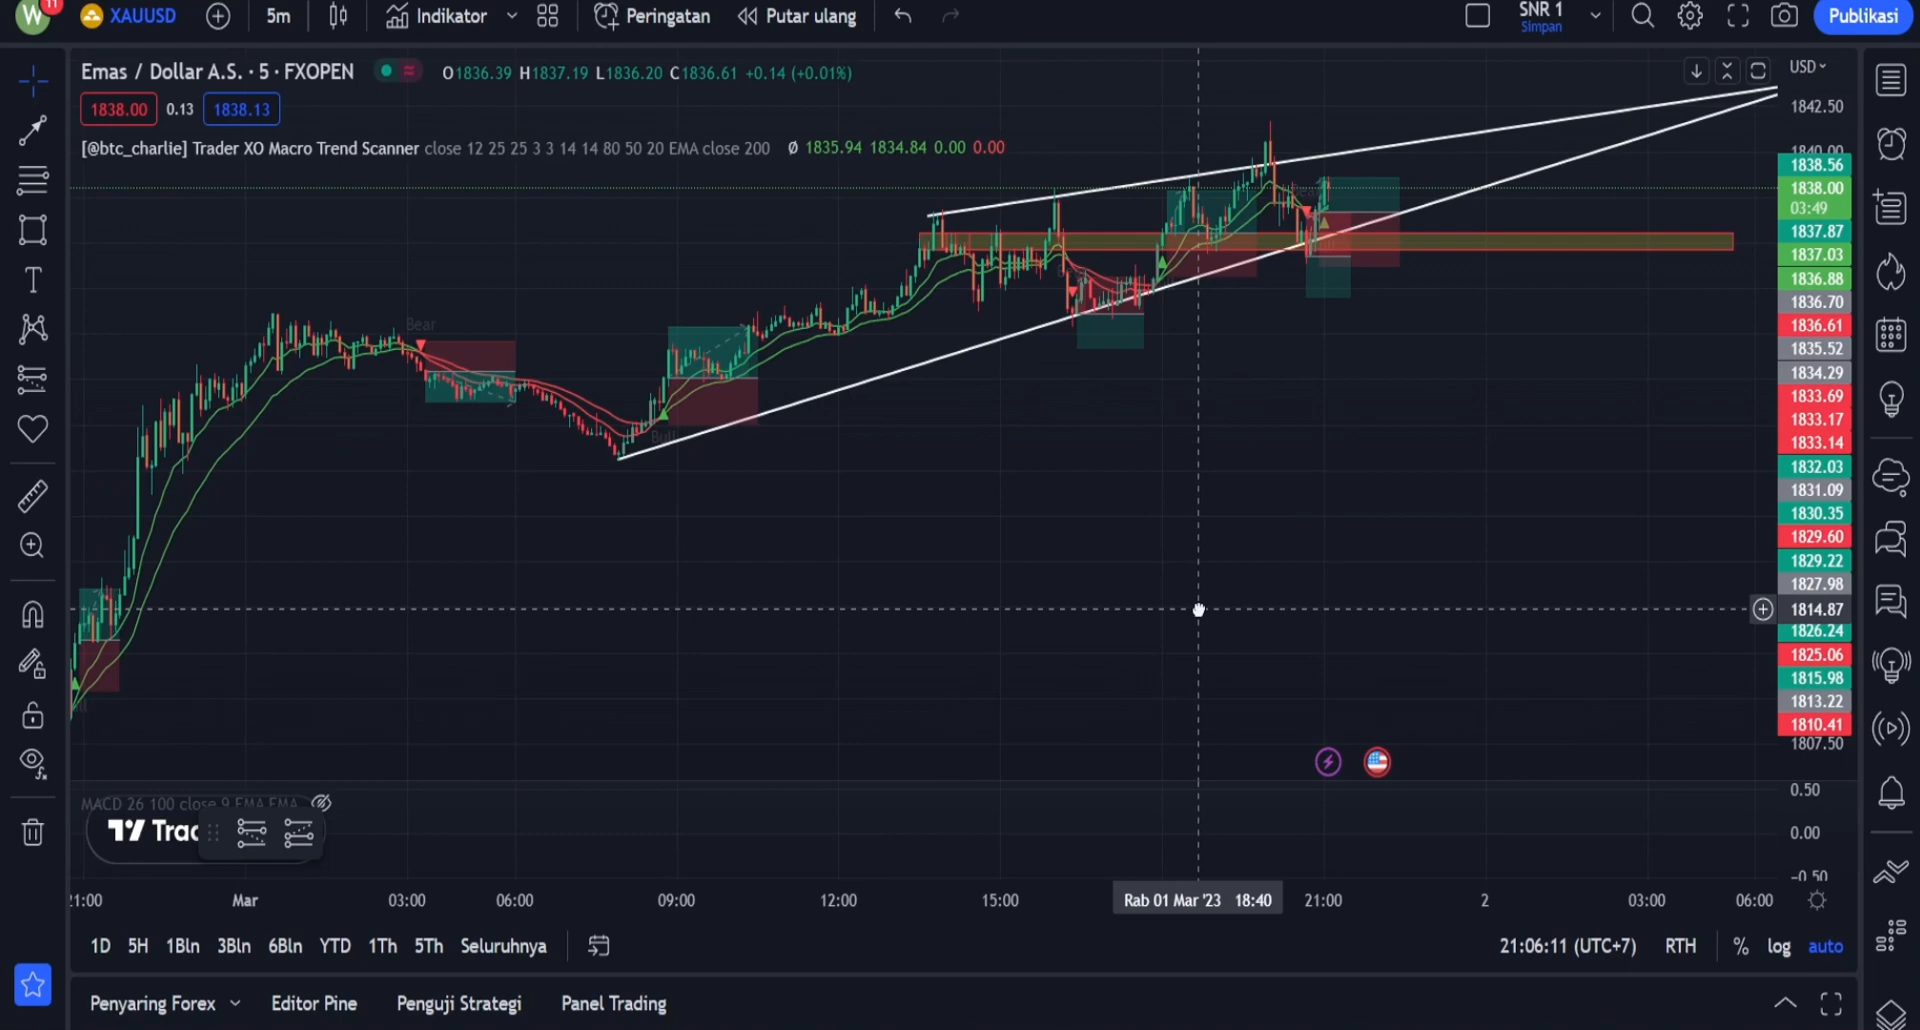 W 11 XAUUSD 5m Indikator Peringatan Putar ulang SNR 1 Simpan Publikasi
Emas / Dollar A.S. · 5 · FXOPEN O1836.39 H1837.19 L1836.20 C1836.61 +0.14 (+0.01%) USD
1838.00 0.13 1838.13
[@btc_charlie] Trader XO Macro Trend Scanner close 12 25 25 3 3 14 14 80 50 20 EMA close 200 Ø 1835.94 1834.84 0.00 0.00
1842.50
1840.00
1838.56
1838.00
03:49
1837.87
1837.03
1836.88
1836.70
1836.61
1835.52
1834.29
1833.69
1833.17
1833.14
1832.03
1831.09
1830.35
1829.60
1829.22
1827.98
1814.87
1826.24
1825.06
1815.98
1813.22
1810.41
1807.50
Bear
Bull
0.50
0.00
-0.50
MACD 26 100 close 9 EMA EMA
Trad
21:00 Mar 03:00 06:00 09:00 12:00 15:00 Rab 01 Mar '23 18:40 21:00 2 03:00 06:00
1D 5H 1Bln 3Bln 6Bln YTD 1Th 5Th Seluruhnya 21:06:11 (UTC+7) RTH % log auto
Penyaring Forex Editor Pine Penguji Strategi Panel Trading